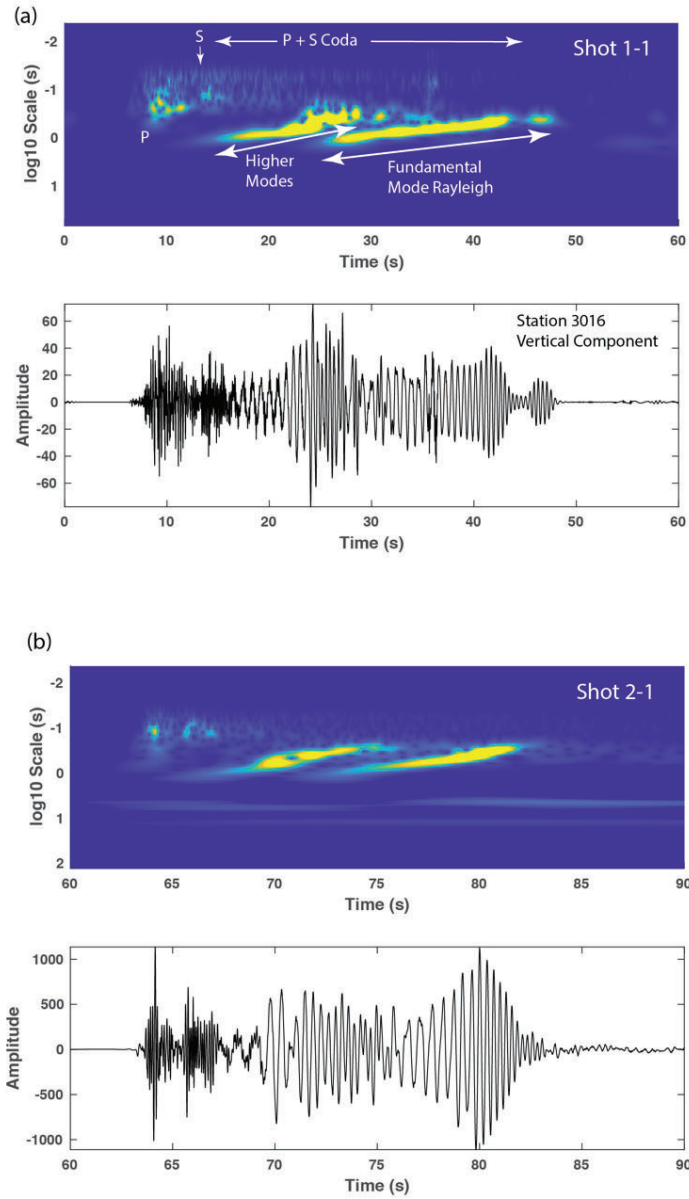 (a)
-2
S
P + S Coda
Shot 1-1
-1
log10 Scale (s)
P
0
Higher
Modes
Fundamental
Mode Rayleigh
1
0 10 20 30 40 50 60
Time (s)
60
40
20
0
-20
-40
-60
Amplitude
Station 3016
Vertical Component
0 10 20 30 40 50 60
Time (s)
(b)
-2
Shot 2-1
-1
log10 Scale (s)
0
1
2
60 65 70 75 80 85 90
Time (s)
1000
500
0
-500
-1000
Amplitude
60 65 70 75 80 85 90
Time (s)